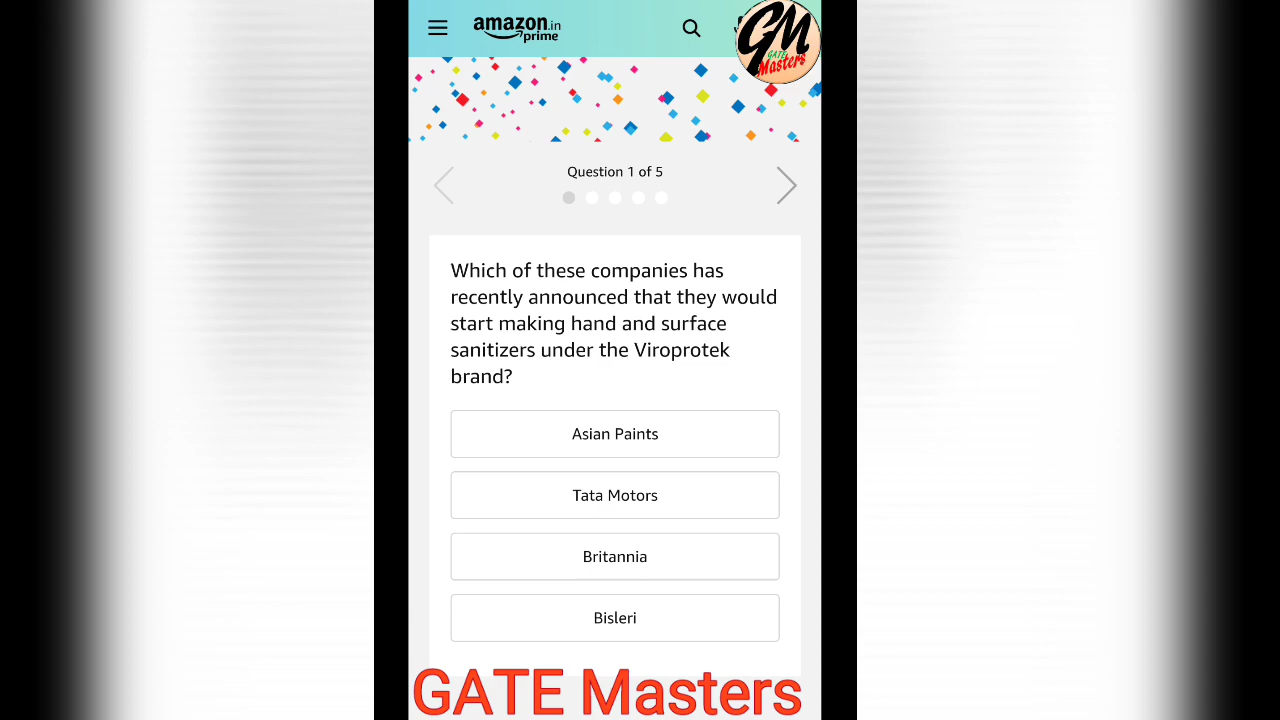 amazon.in
prime
GM
GATE
Masters
Question 1 of 5
Which of these companies has
recently announced that they would
start making hand and surface
sanitizers under the Viroprotek
brand?
Asian Paints
Tata Motors
Britannia
Bisleri
GATE Masters